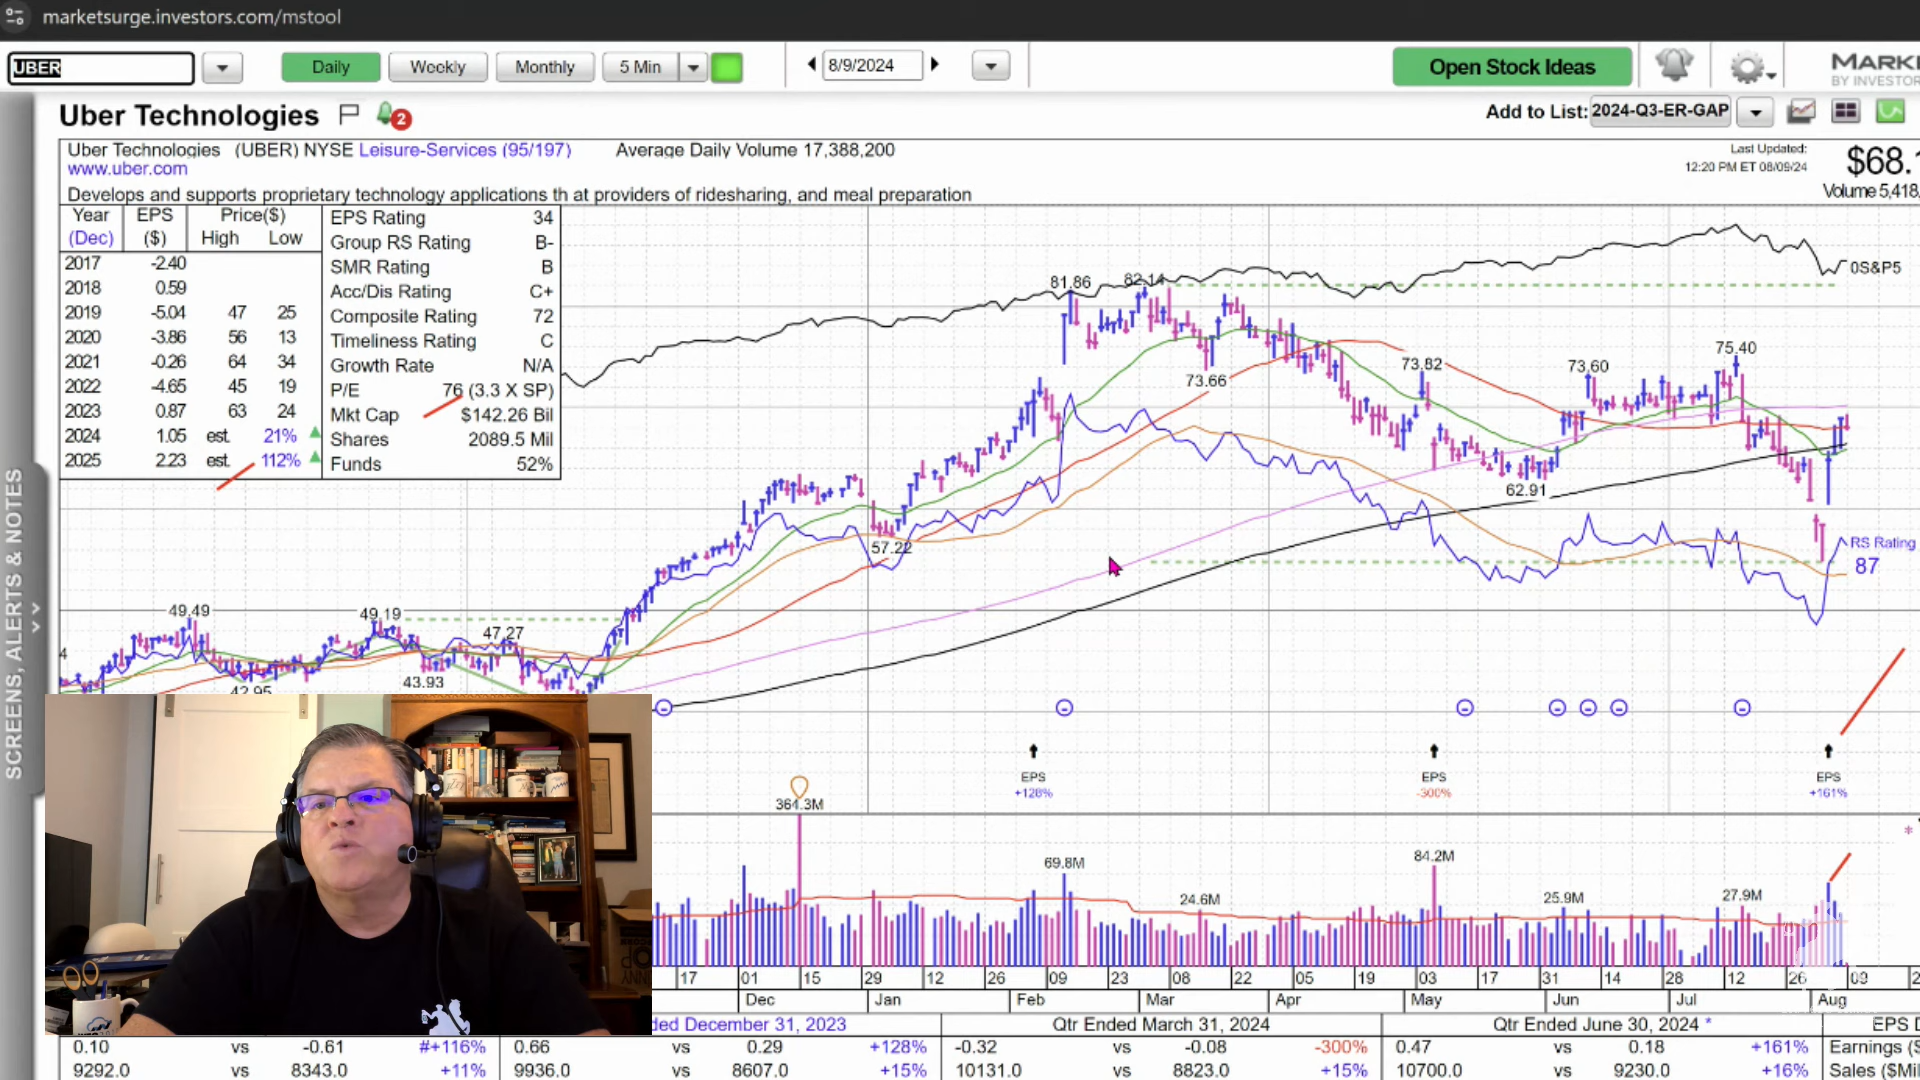 marketsurge.investors.com/mstool
UBER
Daily
Weekly
Monthly
5 Min
8/9/2024
Open Stock Ideas
MARK
BY INVESTOR
Uber Technologies
2
Add to List:
2024-Q3-ER-GAP
Uber Technologies (UBER) NYSE Leisure-Services (95/197) Average Daily Volume 17,388,200
www.uber.com
Develops and supports proprietary technology applications th at providers of ridesharing, and meal preparation
Last Updated:
12:20 PM ET 08/09/24
$68.
Volume 5,418,
Year EPS Price($)
(Dec) ($) High Low
2017 -2.40
2018 0.59
2019 -5.04 47 25
2020 -3.86 56 13
2021 -0.26 64 34
2022 -4.65 45 19
2023 0.87 63 24
2024 1.05 est. 21%
2025 2.23 est. 112%
EPS Rating 34
Group RS Rating B-
SMR Rating B
Acc/Dis Rating C+
Composite Rating 72
Timeliness Rating C
Growth Rate N/A
P/E 76 (3.3 X SP)
Mkt Cap $142.26 Bil
Shares 2089.5 Mil
Funds 52%
0S&P5
81.86
82.14
75.40
73.82
73.60
73.66
62.91
57.22
RS Rating
87
49.49
49.19
47.27
43.93
42.95
SCREENS, ALERTS & NOTES
EPS
+128%
EPS
-300%
EPS
+161%
364.3M
69.8M
24.6M
84.2M
25.9M
27.9M
17 01 15 29 12 26 09 23 08 22 05 19 03 17 31 14 28 12 26 09
Dec Jan Feb Mar Apr May Jun Jul Aug
ded December 31, 2023
Qtr Ended March 31, 2024
Qtr Ended June 30, 2024 *
EPS D
0.10 vs -0.61 #+116% 0.66 vs 0.29 +128% -0.32 vs -0.08 -300% 0.47 vs 0.18 +161% Earnings ($
9292.0 vs 8343.0 +11% 9936.0 vs 8607.0 +15% 10131.0 vs 8823.0 +15% 10700.0 vs 9230.0 +16% Sales ($Mil